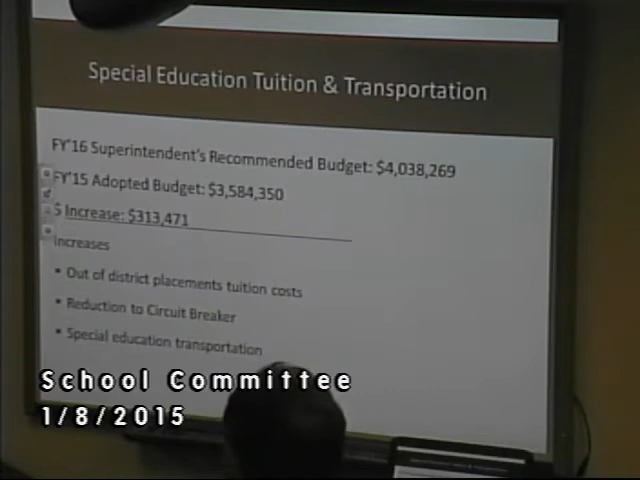 Special Education Tuition & Transportation
FY'16 Superintendent's Recommended Budget: $4,038,269
FY'15 Adopted Budget: $3,584,350
$ Increase: $313,471
Increases
▪ Out of district placements tuition costs
▪ Reduction to Circuit Breaker
▪ Special education transportation
School Committee
1/8/2015